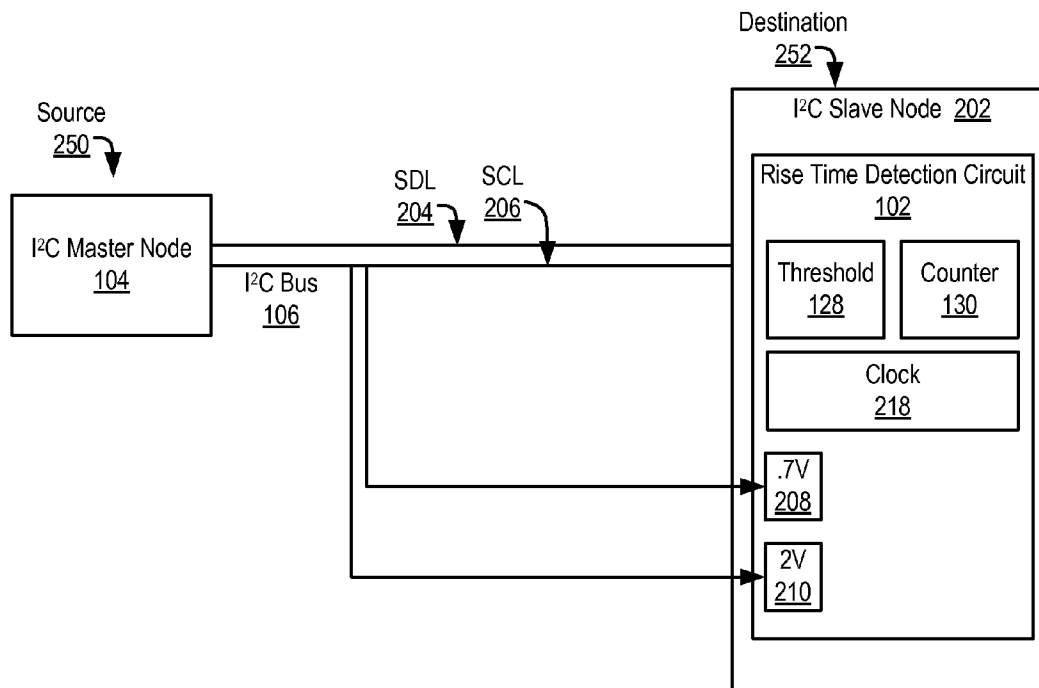 Destination
252
I²C Slave Node 202
Source
250
Rise Time Detection Circuit
102
SDL
204
SCL
206
I²C Master Node
104
I²C Bus
106
Threshold
128
Counter
130
Clock
218
.7V
208
2V
210